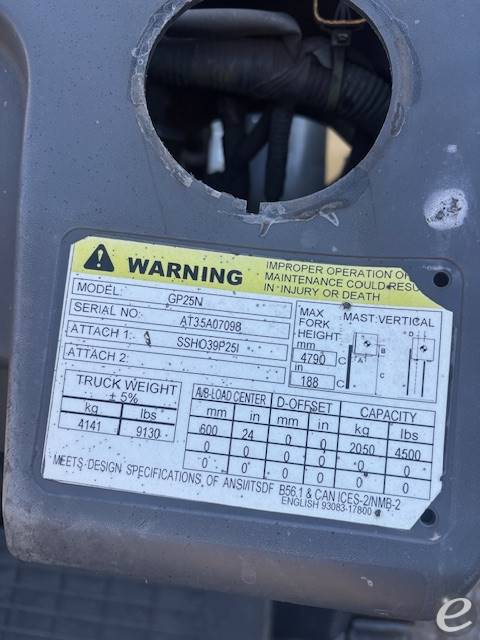 WARNING
IMPROPER OPERATION OR
MAINTENANCE COULD RESU
IN INJURY OR DEATH
MODEL: GP25N
SERIAL NO: AT35A07098
ATTACH 1: SSHO39P25I
ATTACH 2:
MAX
FORK
HEIGHT:
mm
4790
in
188
MAST:VERTICAL
A
B
C
D
TRUCK WEIGHT
± 5%
kg lbs
4141 9130
A/B-LOAD CENTER D-OFFSET CAPACITY
mm in mm in kg lbs
600 24 0 0 2050 4500
0 0 0 0 0 0
0 0 0 0 0 0
MEETS DESIGN SPECIFICATIONS OF ANSI/ITSDF B56.1 & CAN ICES-2/NMB-2
ENGLISH 93083-17800
e